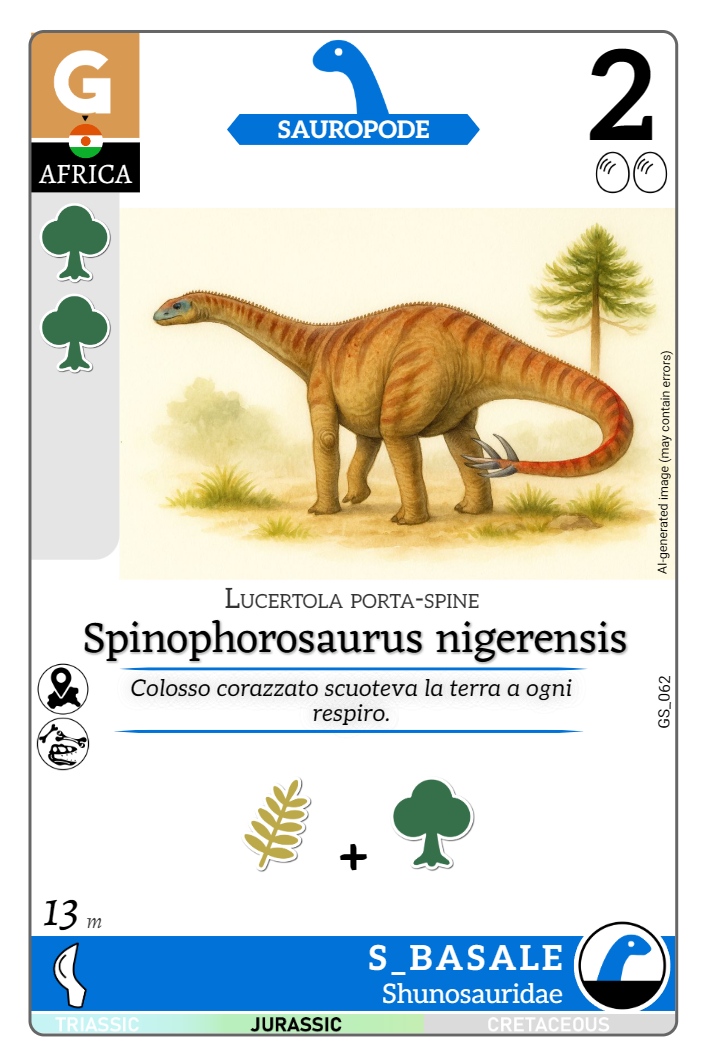 G
AFRICA
SAUROPODE
2
AI-generated image (may contain errors)
Lucertola porta-spine
Spinophorosaurus nigerensis
Colosso corazzato scuoteva la terra a ogni
respiro.
GS_062
+
13 m
S_BASALE
Shunosauridae
TRIASSIC JURASSIC CRETACEOUS